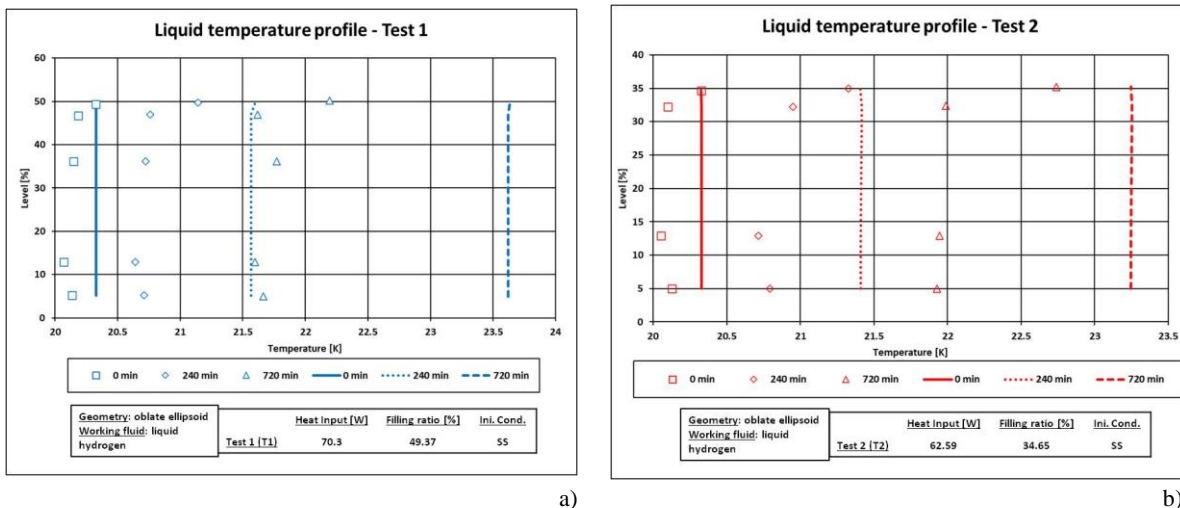 Liquid temperature profile - Test 1
60
50
40
30
20
10
0
Level [%]
20 20.5 21 21.5 22 22.5 23 23.5 24
Temperature [K]
0 min 240 min 720 min 0 min 240 min 720 min
Geometry: oblate ellipsoid
Working fluid: liquid
hydrogen
Heat Input [W] Filling ratio [%] Ini. Cond.
Test 1 (T1) 70.3 49.37 SS
a)
Liquid temperature profile - Test 2
40
35
30
25
20
15
10
5
0
Level [%]
20 20.5 21 21.5 22 22.5 23 23.5
Temperature [K]
0 min 240 min 720 min 0 min 240 min 720 min
Geometry: oblate ellipsoid
Working fluid: liquid
hydrogen
Heat Input [W] Filling ratio [%] Ini. Cond.
Test 2 (T2) 62.59 34.65 SS
b)